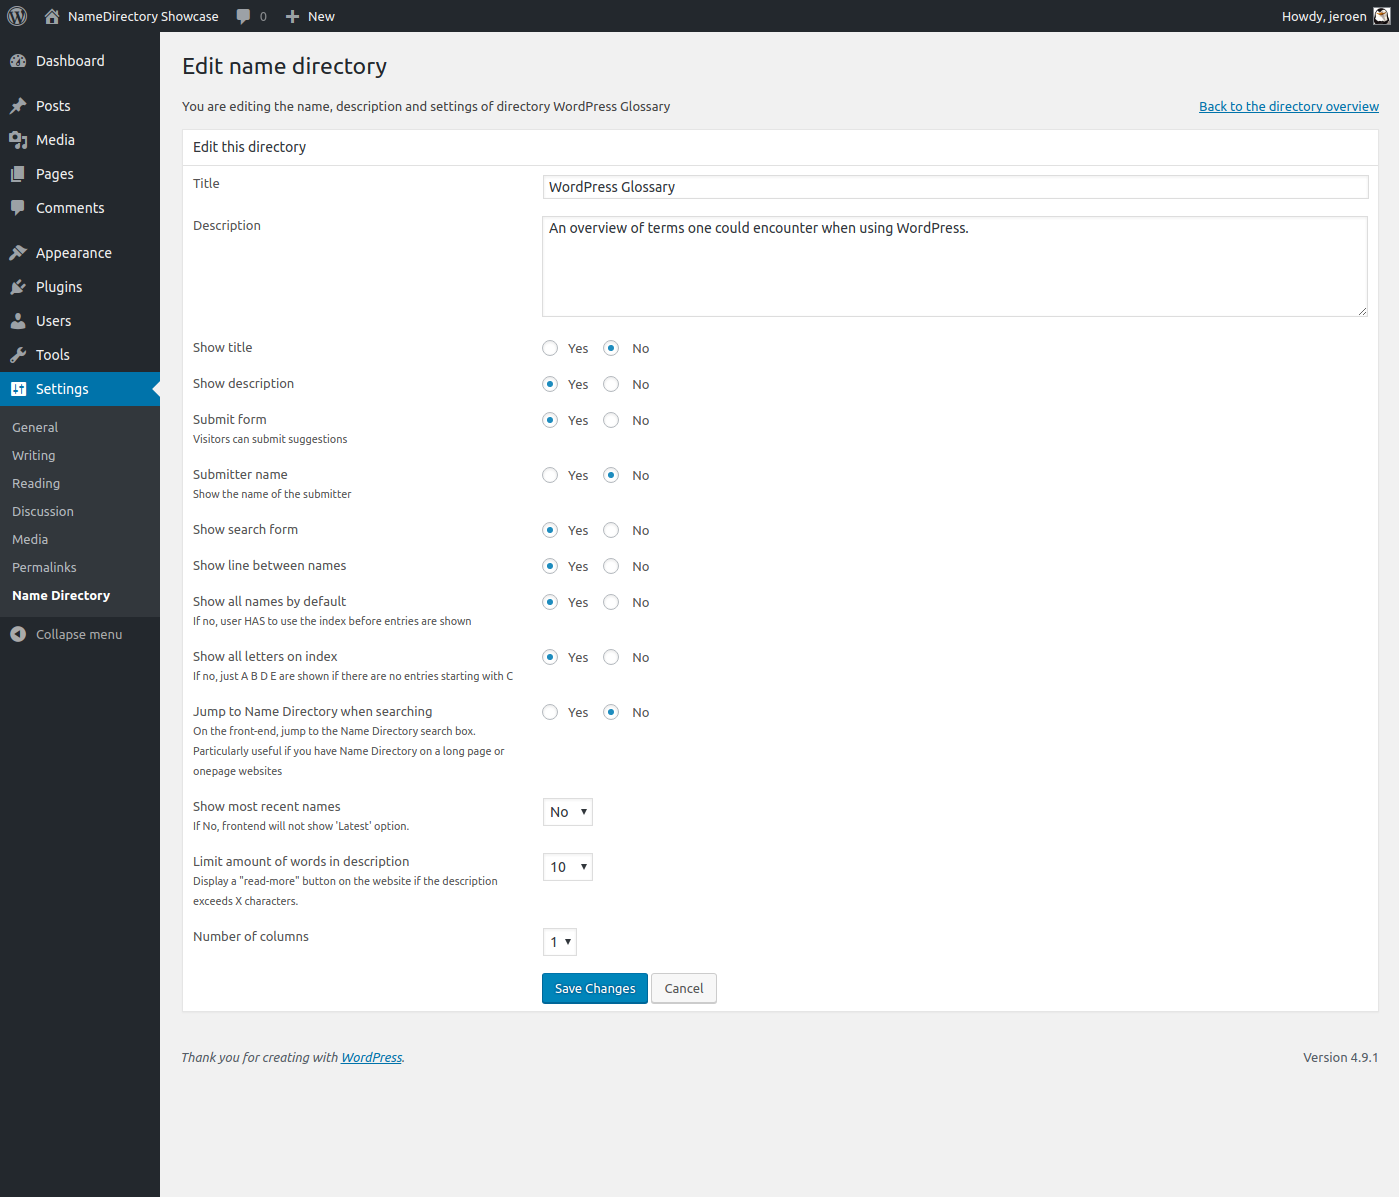 NameDirectory Showcase 0 New Howdy, jeroen
Dashboard
Posts
Media
Pages
Comments
Appearance
Plugins
Users
Tools
Settings
General
Writing
Reading
Discussion
Media
Permalinks
Name Directory
Collapse menu
Edit name directory
You are editing the name, description and settings of directory WordPress Glossary
Back to the directory overview
Edit this directory
Title
WordPress Glossary
Description
An overview of terms one could encounter when using WordPress.
Show title
Yes No
Show description
Yes No
Submit form
Yes No
Visitors can submit suggestions
Submitter name
Yes No
Show the name of the submitter
Show search form
Yes No
Show line between names
Yes No
Show all names by default
Yes No
If no, user HAS to use the index before entries are shown
Show all letters on index
Yes No
If no, just A B D E are shown if there are no entries starting with C
Jump to Name Directory when searching
Yes No
On the front-end, jump to the Name Directory search box.
Particularly useful if you have Name Directory on a long page or
onepage websites
Show most recent names
No
If No, frontend will not show 'Latest' option.
Limit amount of words in description
10
Display a "read-more" button on the website if the description
exceeds X characters.
Number of columns
1
Save Changes Cancel
Thank you for creating with WordPress.
Version 4.9.1